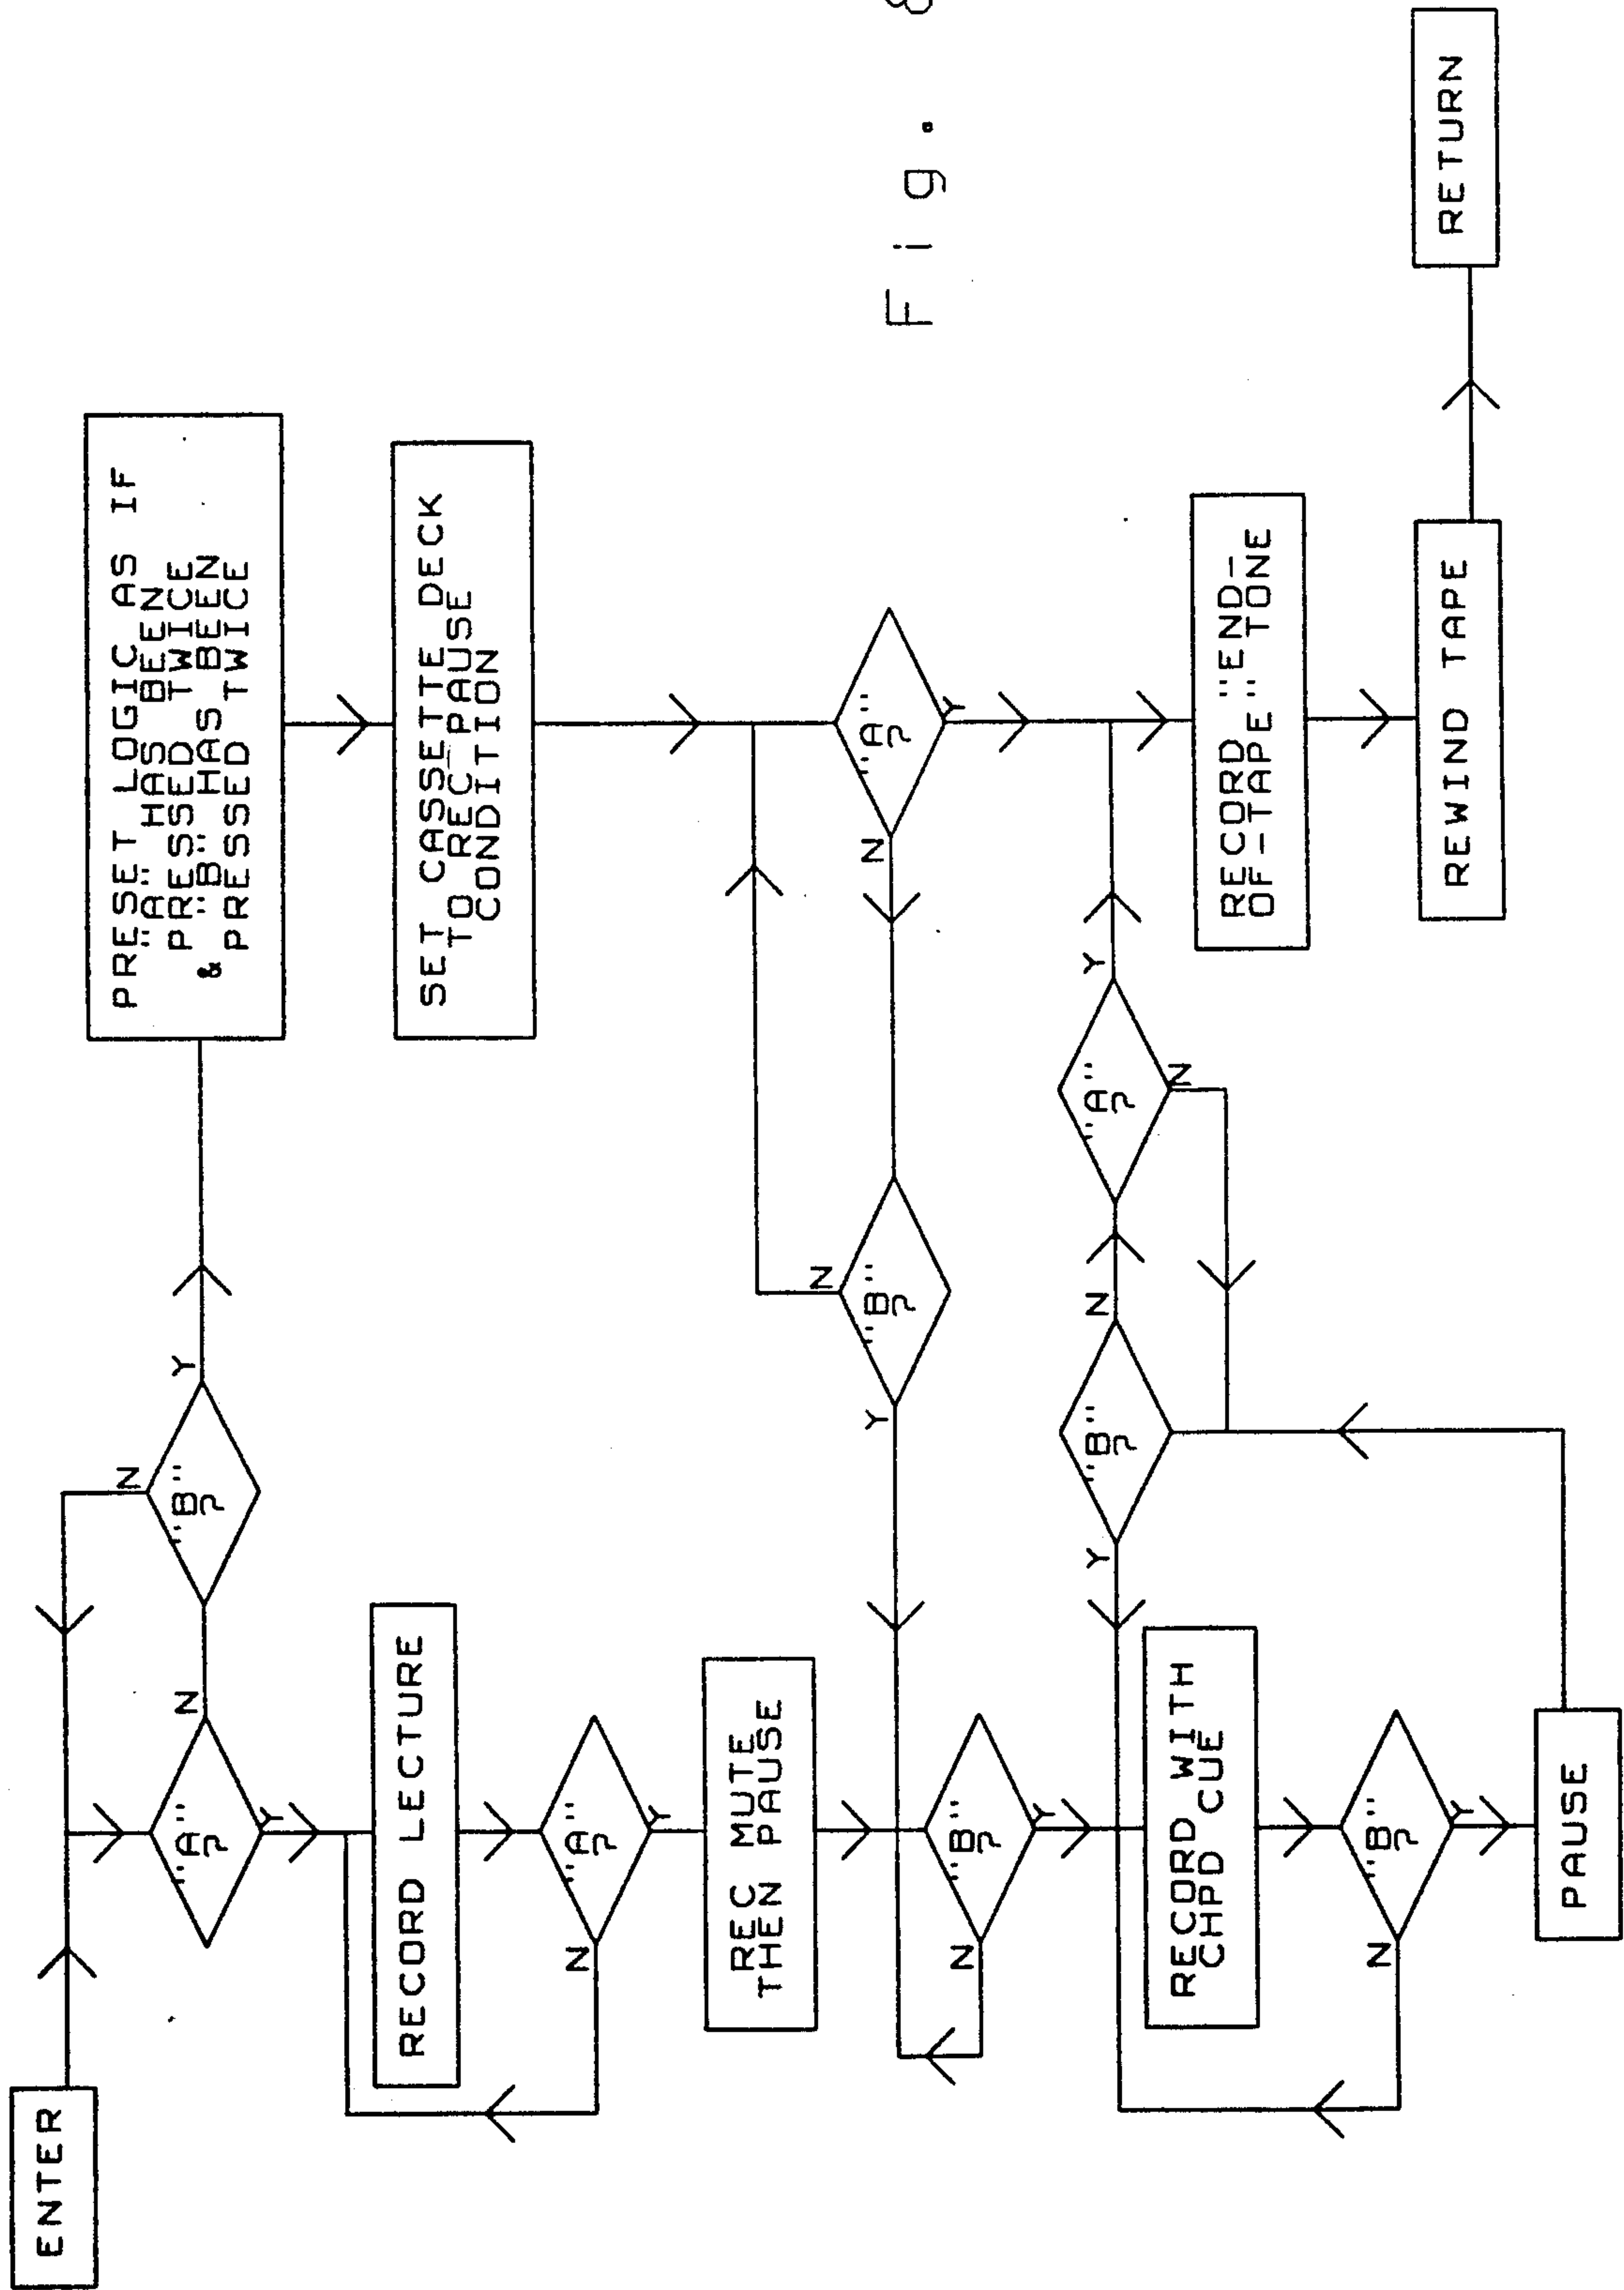 ENTER
"A"
?
N
Y
"B"
?
N
Y
PRESET LOGIC AS IF
"A" HAS BEEN
PRESSED TWICE
& "B" HAS BEEN
PRESSED TWICE
SET CASSETTE DECK
TO REC PAUSE
CONDITION
RECORD LECTURE
"A"
?
N
Y
REC MUTE
THEN PAUSE
"B"
?
N
Y
"B"
?
N
Y
"A"
?
N
Y
RECORD WITH
CHPD CUE
"B"
?
N
Y
PAUSE
"B"
?
Y
N
"A"
?
Y
N
RECORD "END-
OF-TAPE" TONE
REWIND TAPE
RETURN
Fig. 8